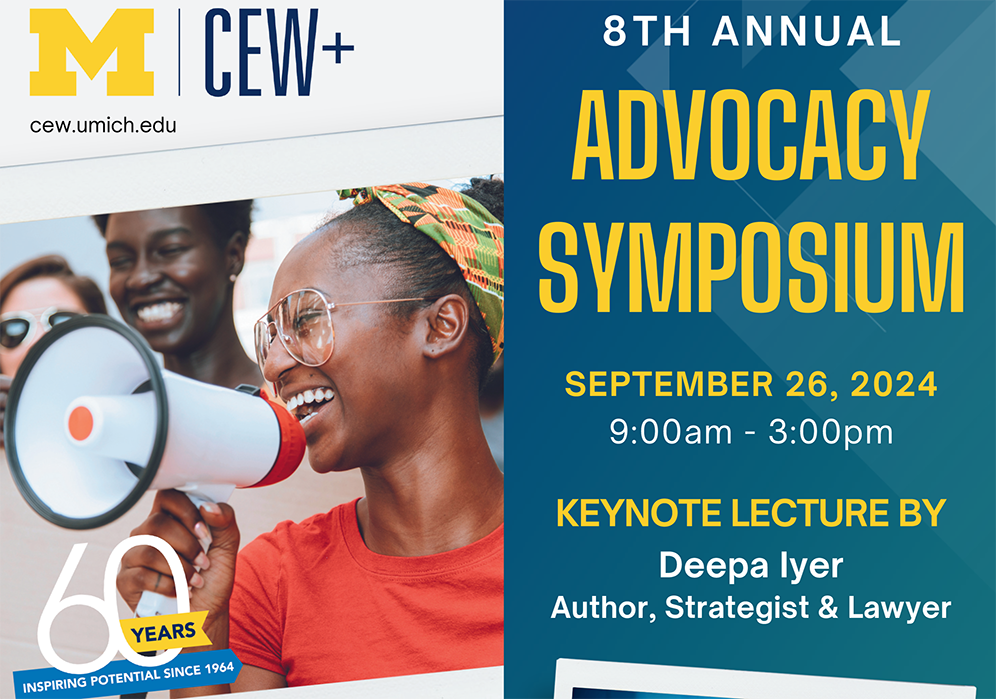 M
CEW+
cew.umich.edu
60
YEARS
INSPIRING POTENTIAL SINCE 1964
8TH ANNUAL
ADVOCACY
SYMPOSIUM
SEPTEMBER 26, 2024
9:00am - 3:00pm
KEYNOTE LECTURE BY
Deepa Iyer
Author, Strategist & Lawyer